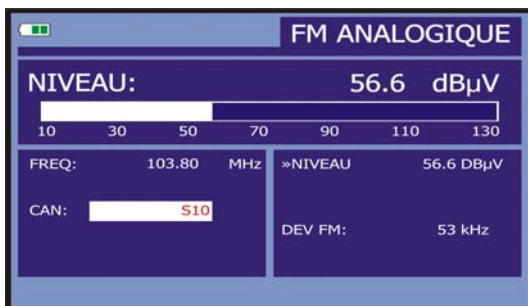 FM ANALOGIQUE
NIVEAU: 56.6 dBµV
10 30 50 70 90 110 130
FREQ: 103.80 MHz
CAN: S10
»NIVEAU 56.6 DBµV
DEV FM: 53 kHz